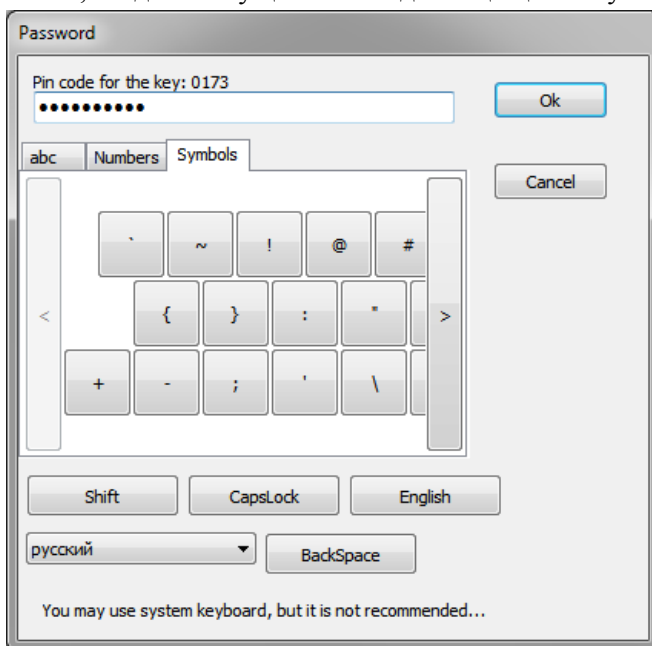 Password
Pin code for the key: 0173
••••••••••
Ok
abc Numbers Symbols
Cancel
` ~ ! @ #
< { } : " >
+ - ; ' \
Shift CapsLock English
русский
BackSpace
You may use system keyboard, but it is not recommended...